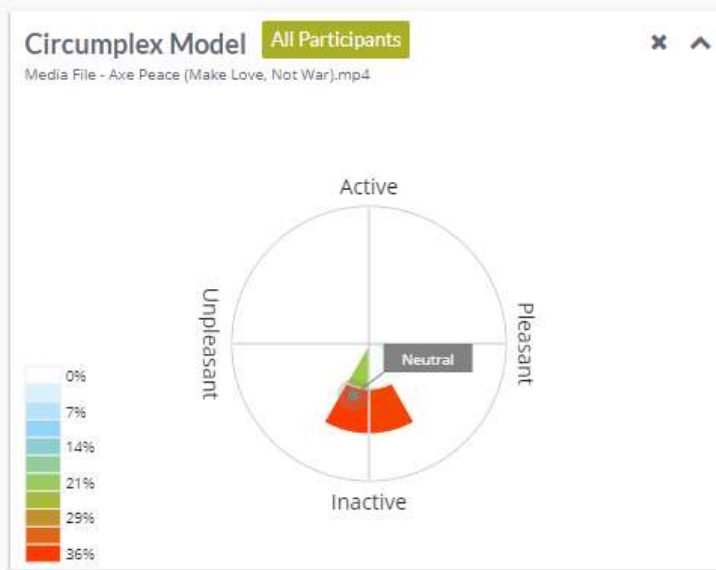 Circumplex Model All Participants
Media File - Axe Peace (Make Love, Not War).mp4
Active
Unpleasant
Pleasant
Neutral
Inactive
0%
7%
14%
21%
29%
36%